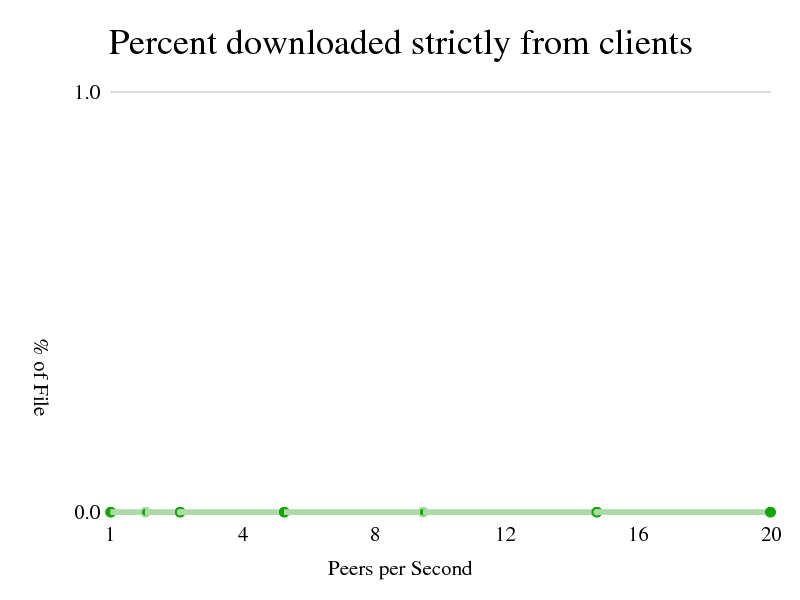 Percent downloaded strictly from clients
1.0
% of File
0.0
1 4 8 12 16 20
Peers per Second